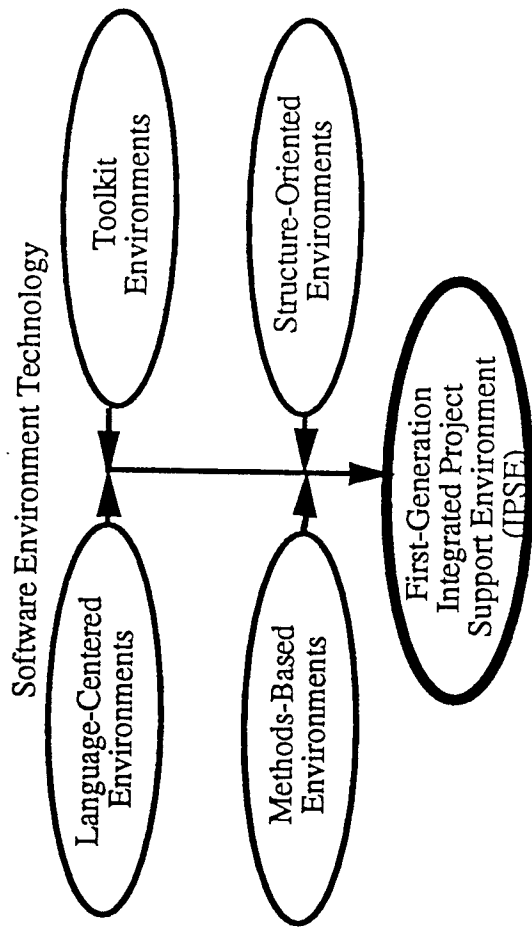 Software Environment Technology
Language-Centered
Environments
Toolkit
Environments
Methods-Based
Environments
Structure-Oriented
Environments
First-Generation
Integrated Project
Support Environment
(IPSE)